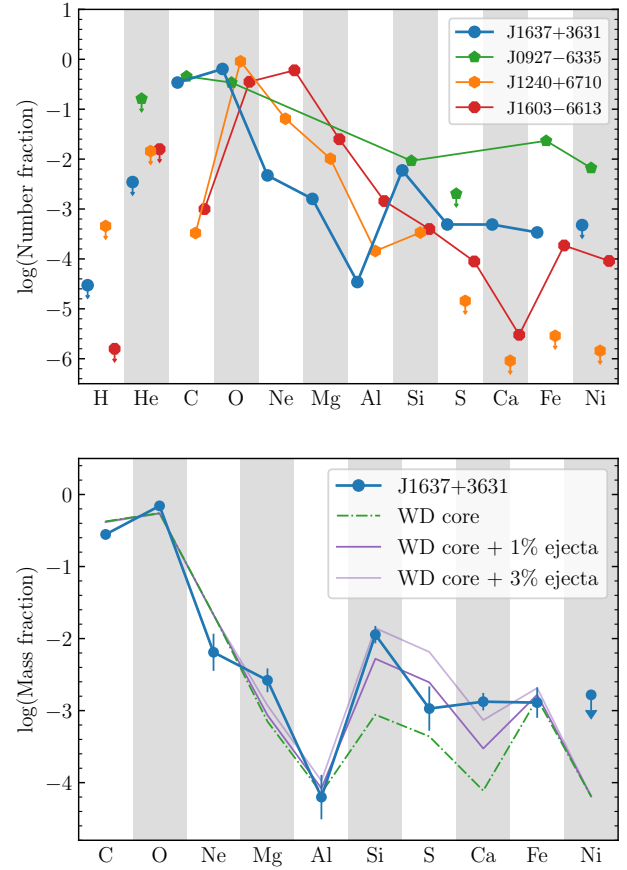 1
0
−1
−2
−3
−4
−5
−6
log(Number fraction)
J1637+3631
J0927−6335
J1240+6710
J1603−6613
H He C O Ne Mg Al Si S Ca Fe Ni
0
−1
−2
−3
−4
log(Mass fraction)
J1637+3631
WD core
WD core + 1% ejecta
WD core + 3% ejecta
C O Ne Mg Al Si S Ca Fe Ni